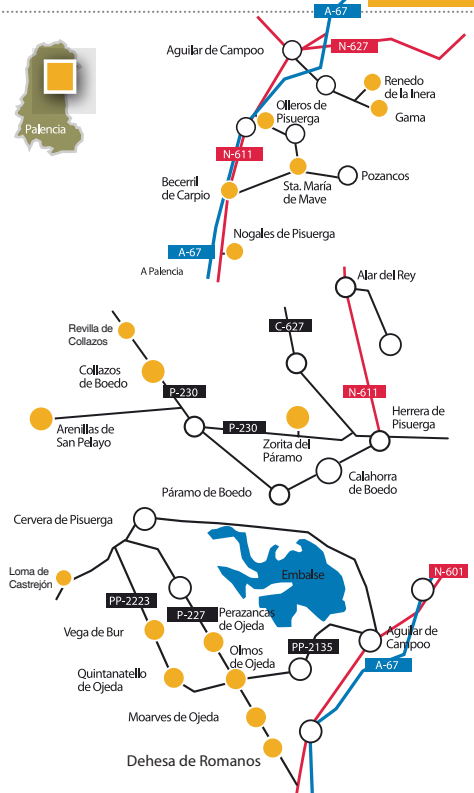 A-67
Aguilar de Campoo
N-627
Renedo
de la Inera
Gama
Olleros de
Pisuerga
Palencia
N-611
Becerril
de Carpio
Sta. María
de Mave
Pozancos
Nogales de Pisuerga
A-67
A Palencia
Alar del Rey
Revilla de
Collazos
C-627
Collazos
de Boedo
P-230
N-611
Arenillas de
San Pelayo
P-230
Zorita del
Páramo
Herrera de
Pisuerga
Calahorra
de Boedo
Páramo de Boedo
Cervera de Pisuerga
Loma de
Castrejón
Embalse
N-601
PP-2223
P-227
Perazancas
de Ojeda
Vega de Bur
Olmos
de Ojeda
PP-2135
Aguilar de
Campoo
A-67
Quintanatello
de Ojeda
Moarves de Ojeda
Dehesa de Romanos